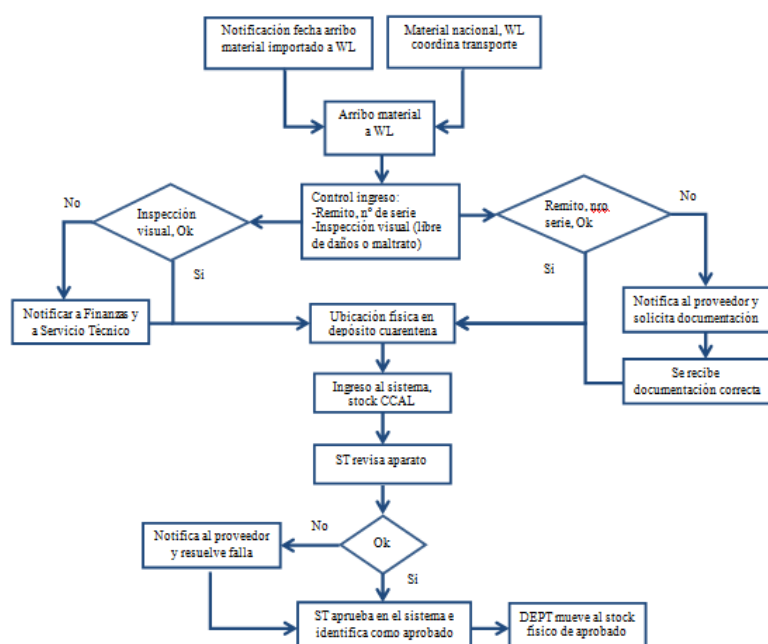 Notificación fecha arribo
material importado a WL
Material nacional, WL
coordina transporte
Arribo material
a WL
No
Inspección
visual, Ok
Si
Control ingreso:
-Remito, nº de serie
-Inspección visual (libre
de daños o maltrato)
Remito, nro
serie, Ok
No
Si
Notificar a Finanzas y
a Servicio Técnico
Ubicación física en
depósito cuarentena
Notifica al proveedor y
solicita documentación
Se recibe
documentación correcta
Ingreso al sistema,
stock CCAL
ST revisa aparato
No
Ok
Si
Notifica al proveedor
y resuelve falla
ST aprueba en el sistema e
identifica como aprobado
DEPT mueve al stock
físico de aprobado